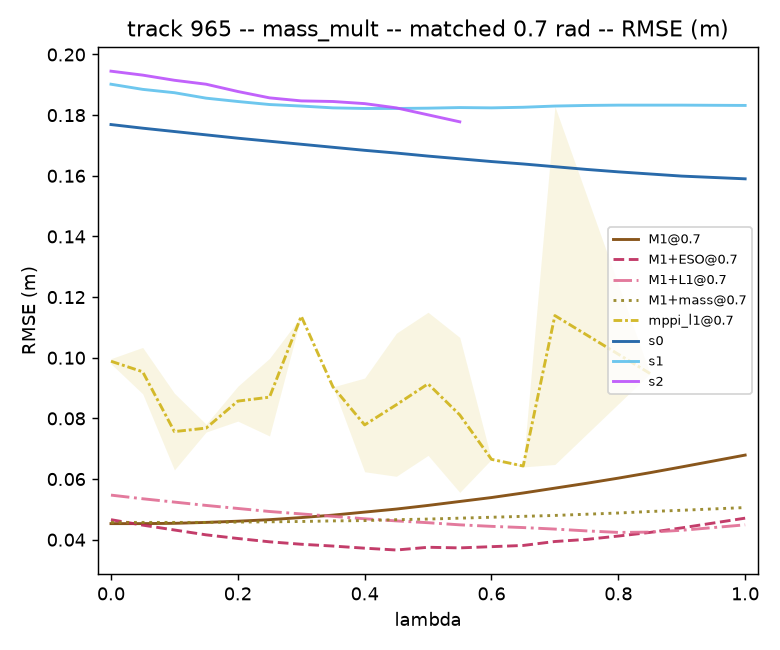 track 965 -- mass_mult -- matched 0.7 rad -- RMSE (m)
0.20
0.18
0.16
0.14
0.12
0.10
0.08
0.06
0.04
RMSE (m)
M1@0.7
M1+ESO@0.7
M1+L1@0.7
M1+mass@0.7
mppi_l1@0.7
s0
s1
s2
0.0 0.2 0.4 0.6 0.8 1.0
lambda